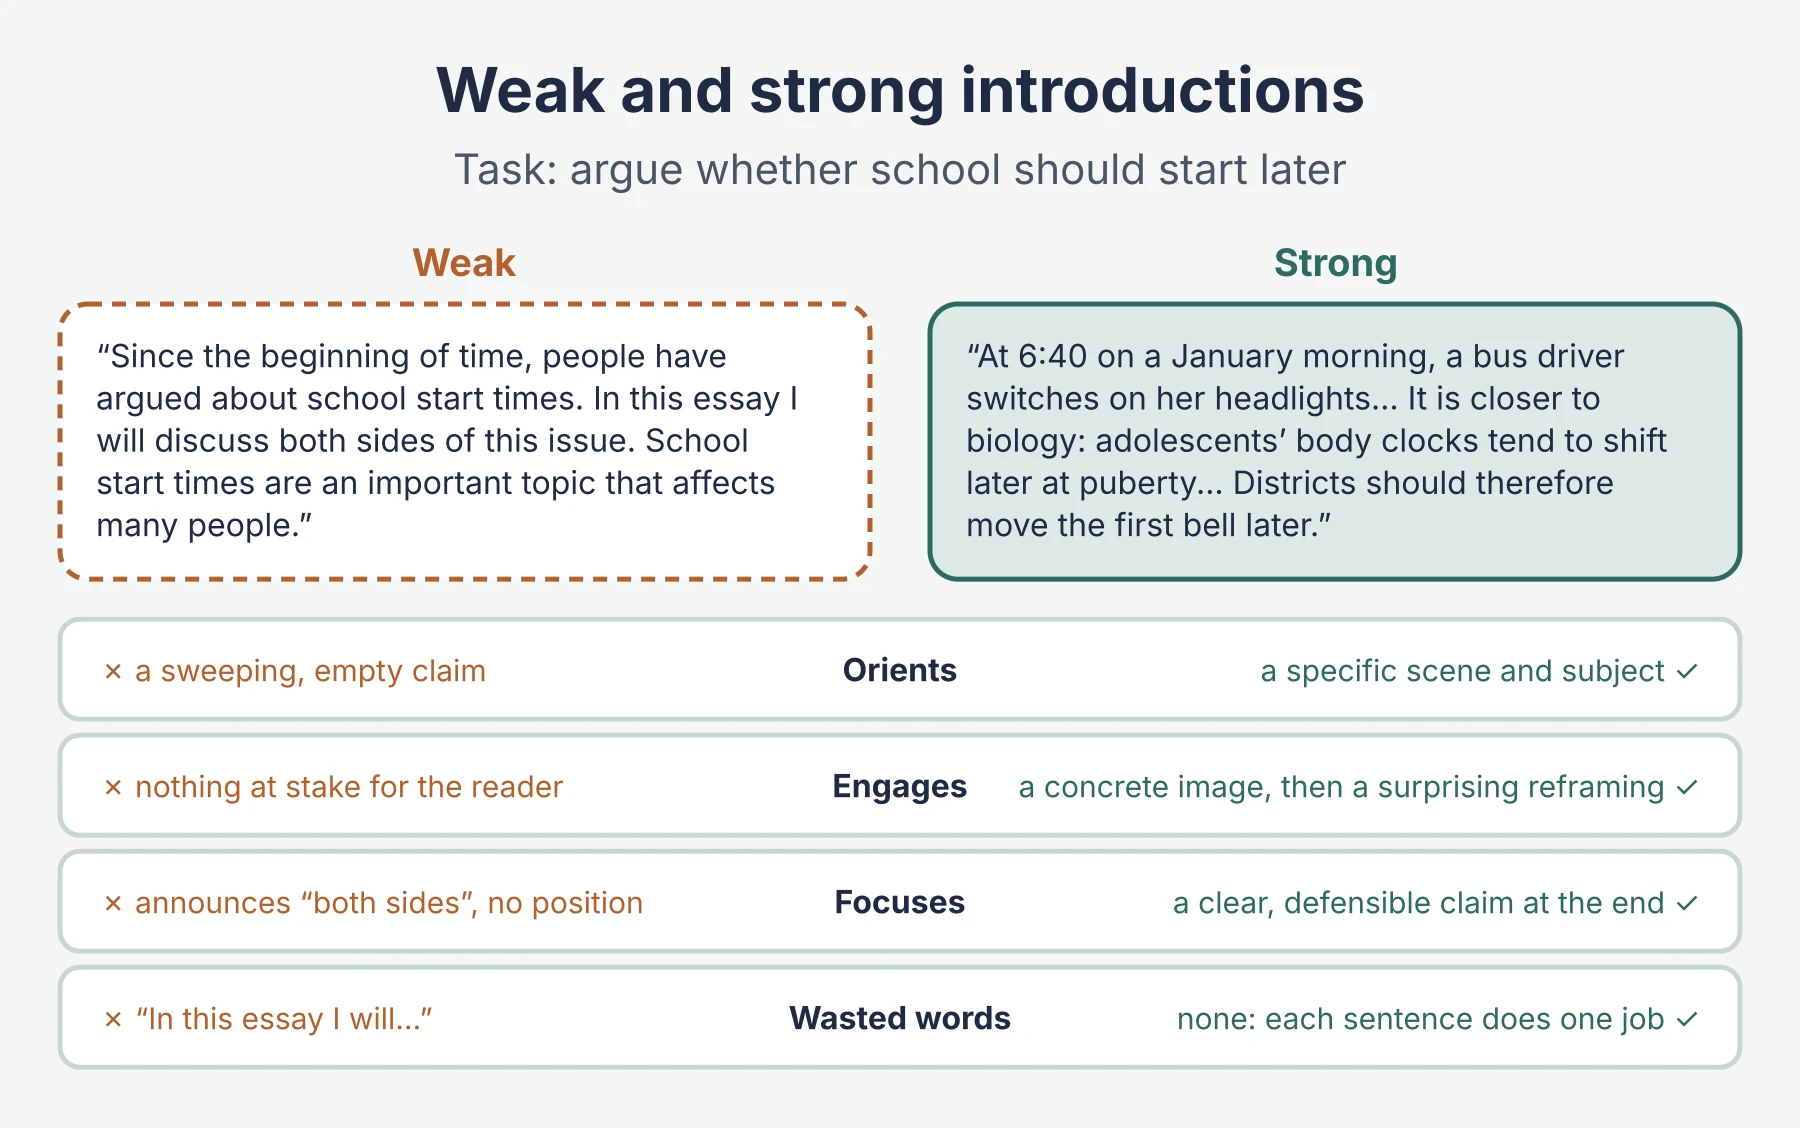 Weak and strong introductions
Task: argue whether school should start later
Weak
“Since the beginning of time, people have
argued about school start times. In this essay I
will discuss both sides of this issue. School
start times are an important topic that affects
many people.”
Strong
“At 6:40 on a January morning, a bus driver
switches on her headlights… It is closer to
biology: adolescents’ body clocks tend to shift
later at puberty… Districts should therefore
move the first bell later.”
× a sweeping, empty claim Orients a specific scene and subject ✓
× nothing at stake for the reader Engages a concrete image, then a surprising reframing ✓
× announces “both sides”, no position Focuses a clear, defensible claim at the end ✓
× “In this essay I will…” Wasted words none: each sentence does one job ✓